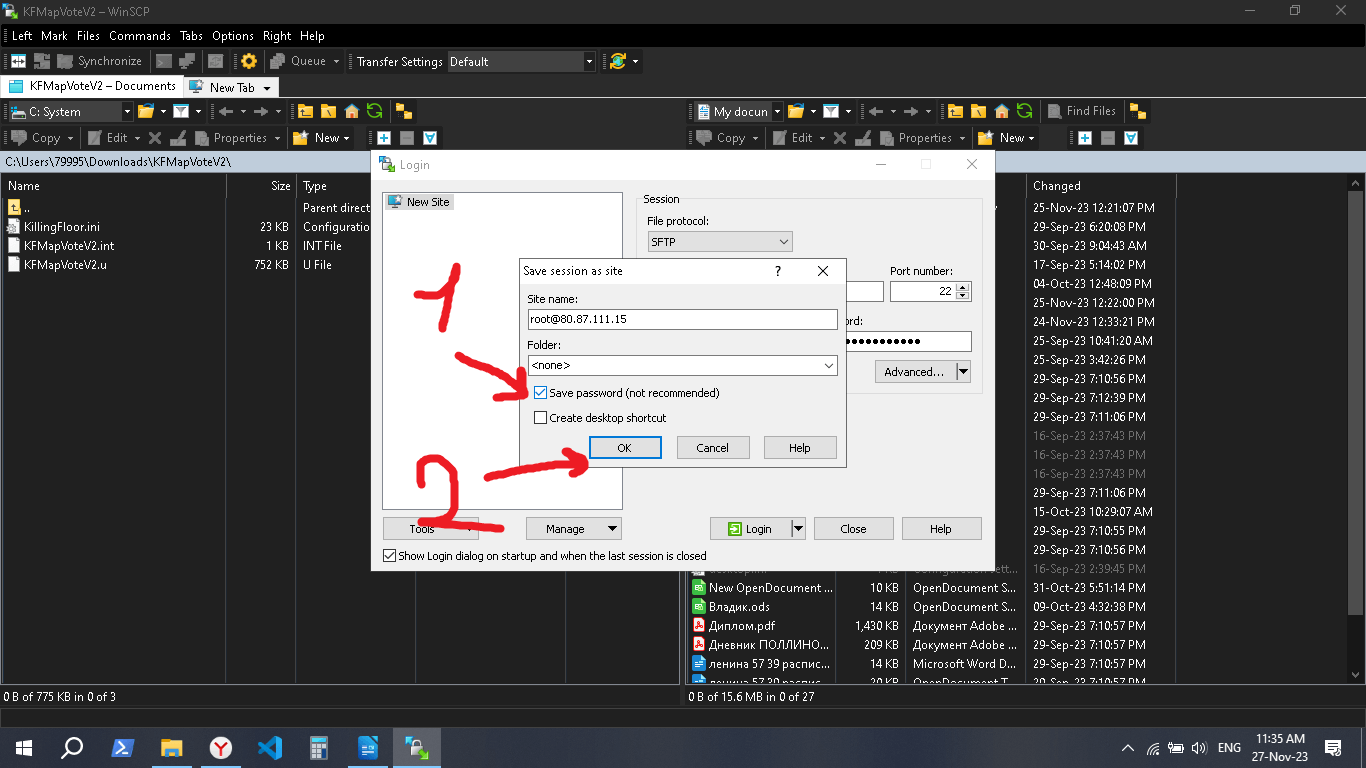 KFMapVoteV2 – WinSCP
Left Mark Files Commands Tabs Options Right Help
Synchronize Queue Transfer Settings Default
KFMapVoteV2 – Documents New Tab
C: System My docun Find Files
Copy Edit Properties New Copy Edit Properties New
C:\Users\79995\Downloads\KFMapVoteV2\
Name Size Type Changed
.. Parent direct
KillingFloor.ini 23 KB Configuratio
KFMapVoteV2.int 1 KB INT File
KFMapVoteV2.u 752 KB U File
Login
New Site
Session
File protocol:
SFTP
Port number:
22
ord:
Advanced...
Save session as site
?
Site name:
root@80.87.111.15
Folder:
<none>
Save password (not recommended)
Create desktop shortcut
OK Cancel Help
1
2
Tools Manage Login Close Help
Show Login dialog on startup and when the last session is closed
25-Nov-23 12:21:07 PM
29-Sep-23 6:20:08 PM
30-Sep-23 9:04:43 AM
17-Sep-23 5:14:02 PM
04-Oct-23 12:48:09 PM
25-Nov-23 12:22:00 PM
24-Nov-23 12:33:21 PM
25-Sep-23 10:41:20 AM
25-Sep-23 3:42:26 PM
29-Sep-23 7:10:56 PM
29-Sep-23 7:12:39 PM
29-Sep-23 7:11:06 PM
16-Sep-23 2:37:43 PM
16-Sep-23 2:37:43 PM
16-Sep-23 2:37:43 PM
29-Sep-23 7:11:06 PM
15-Oct-23 10:29:07 AM
29-Sep-23 7:10:55 PM
29-Sep-23 7:10:56 PM
16-Sep-23 2:39:45 PM
New OpenDocument ... 10 KB OpenDocument S... 31-Oct-23 5:51:14 PM
Владик.ods 14 KB OpenDocument S... 09-Oct-23 4:32:38 PM
Диплом.pdf 1,430 KB Документ Adobe ... 29-Sep-23 7:10:57 PM
Дневник ПОЛЛИНО... 209 KB Документ Adobe ... 29-Sep-23 7:10:57 PM
ленина 57 39 распис... 14 KB Microsoft Word D... 29-Sep-23 7:10:57 PM
ленина 57 39 распис... 20 KB OpenDocument T... 29-Sep-23 7:10:57 PM
0 B of 775 KB in 0 of 3 0 B of 15.6 MB in 0 of 27
ENG 11:35 AM
27-Nov-23